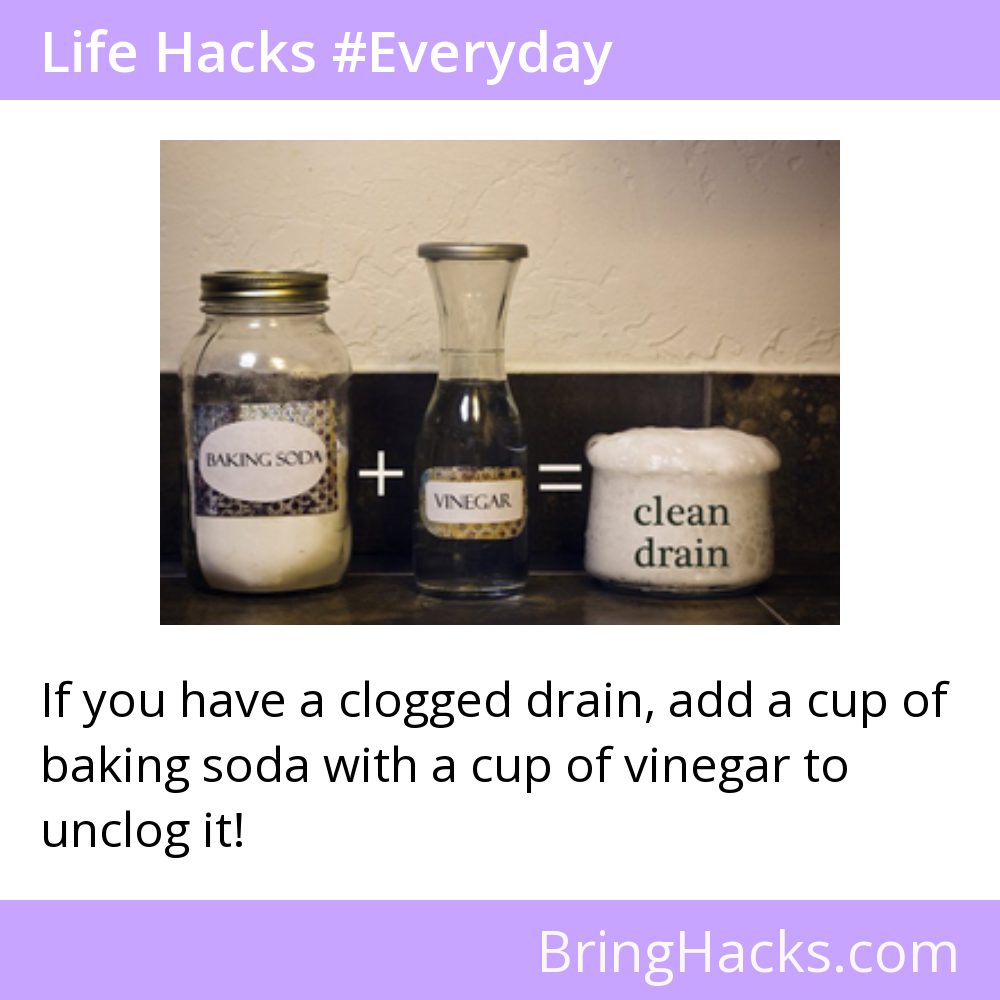 Life Hacks #Everyday
BAKING SODA
+
VINEGAR
=
clean
drain
If you have a clogged drain, add a cup of
baking soda with a cup of vinegar to
unclog it!
BringHacks.com